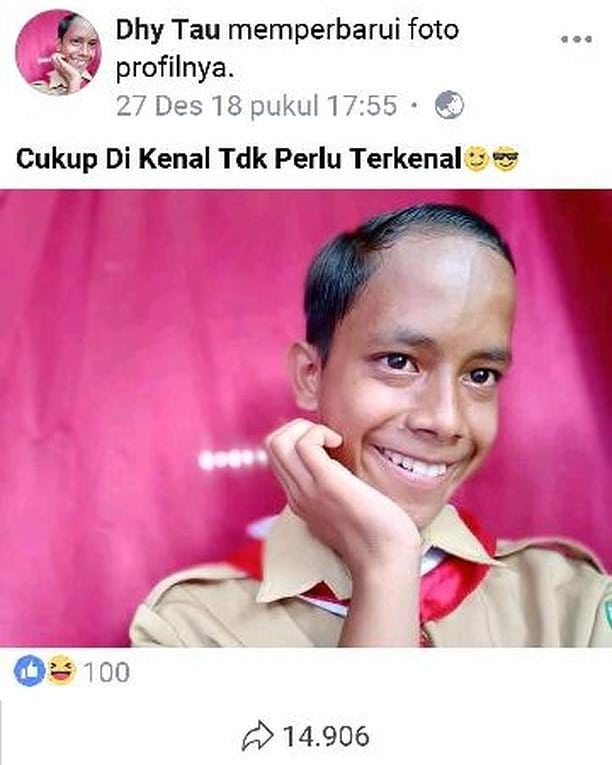 Dhy Tau memperbarui foto
profilnya.
27 Des 18 pukul 17:55 ·
Cukup Di Kenal Tdk Perlu Terkenal😉😎
100
14.906